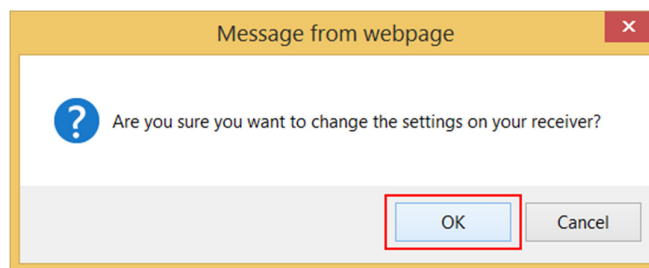 Message from webpage
Are you sure you want to change the settings on your receiver?
OK
Cancel